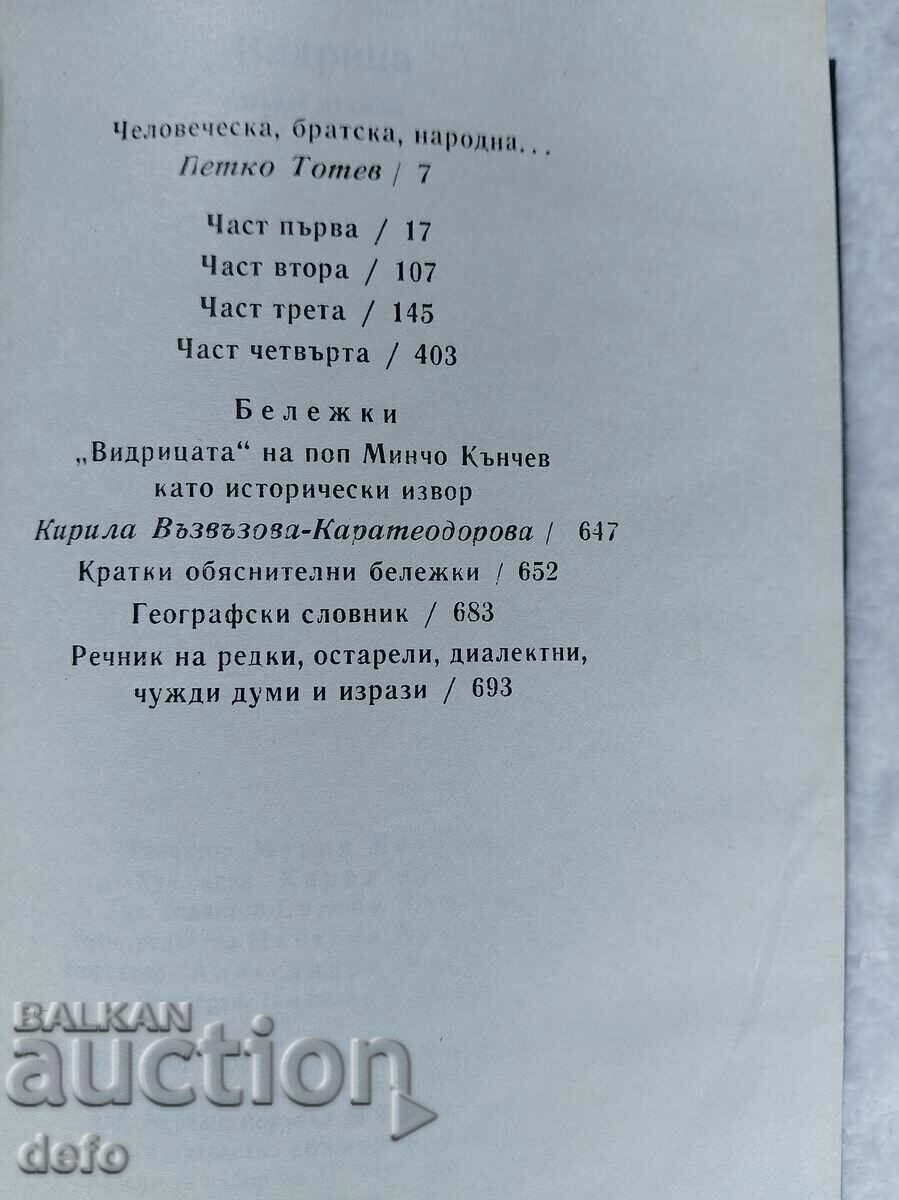 Човеческа, братска, народна...
Петко Тотев / 7
Част първа / 17
Част втора / 107
Част трета / 145
Част четвърта / 403
Бележки
„Видрицата“ на поп Минчо Кънчев
като исторически извор
Кирила Възвъзова-Каратеодорова / 647
Кратки обяснителни бележки / 652
Географски словник / 683
Речник на редки, остарели, диалектни,
чужди думи и изрази / 693
BALKAN
auction
defo